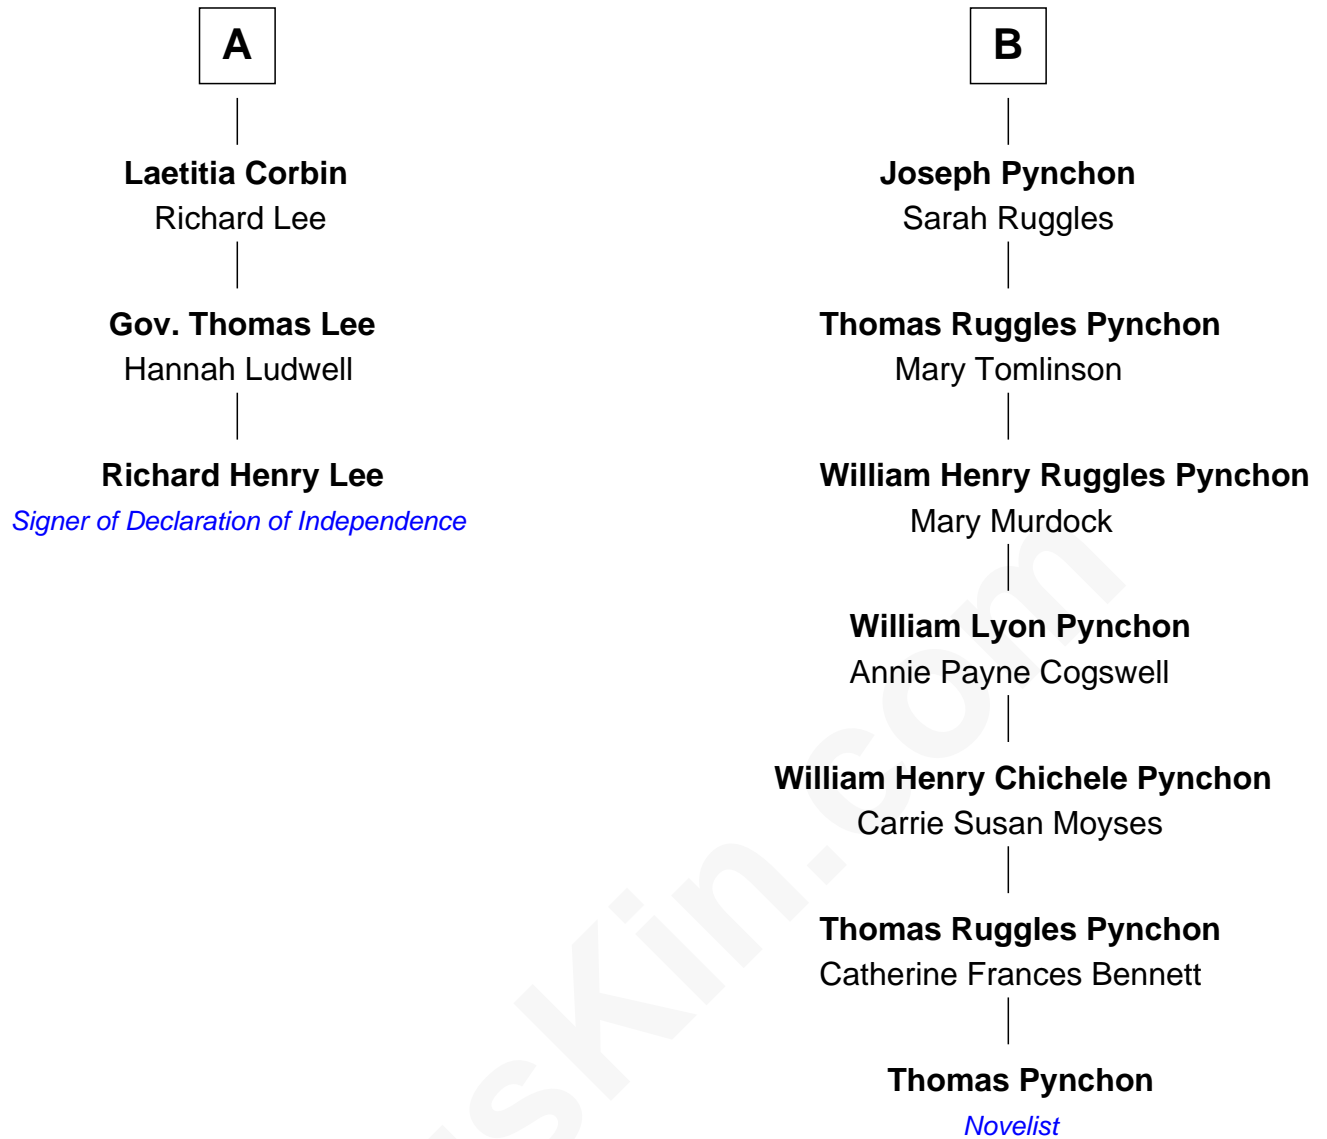 A
Laetitia Corbin
Richard Lee
Gov. Thomas Lee
Hannah Ludwell
Richard Henry Lee
Signer of Declaration of Independence
B
Joseph Pynchon
Sarah Ruggles
Thomas Ruggles Pynchon
Mary Tomlinson
William Henry Ruggles Pynchon
Mary Murdock
William Lyon Pynchon
Annie Payne Cogswell
William Henry Chichele Pynchon
Carrie Susan Moyses
Thomas Ruggles Pynchon
Catherine Frances Bennett
Thomas Pynchon
Novelist
sKin.com